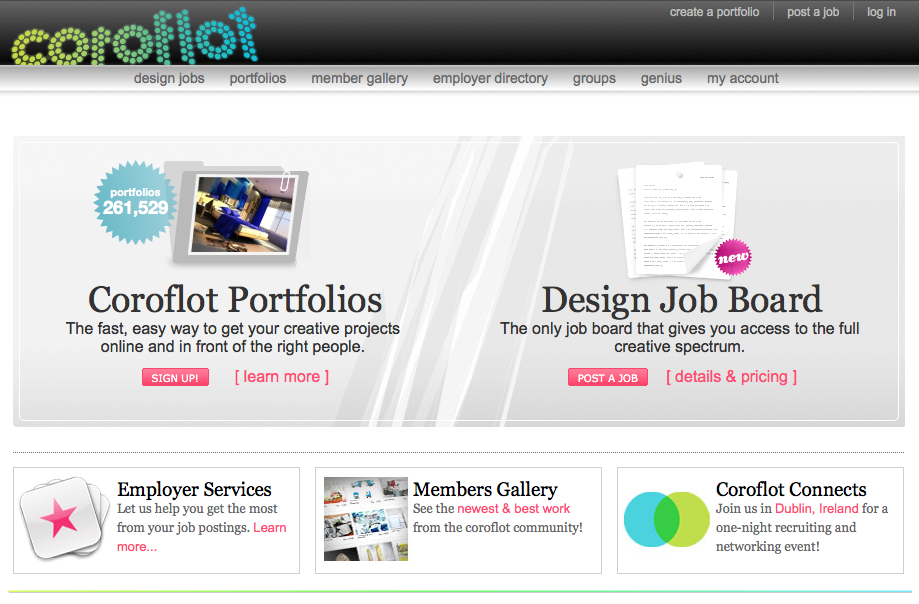 coroflot
create a portfolio
post a job
log in
design jobs
portfolios
member gallery
employer directory
groups
genius
my account
portfolios
261,529
Coroflot Portfolios
The fast, easy way to get your creative projects
online and in front of the right people.
SIGN UP!
[ learn more ]
new
Design Job Board
The only job board that gives you access to the full
creative spectrum.
POST A JOB
[ details & pricing ]
Employer Services
Let us help you get the most
from your job postings. Learn
more...
Members Gallery
See the newest & best work
from the coroflot community!
Coroflot Connects
Join us in Dublin, Ireland for a
one-night recruiting and
networking event!